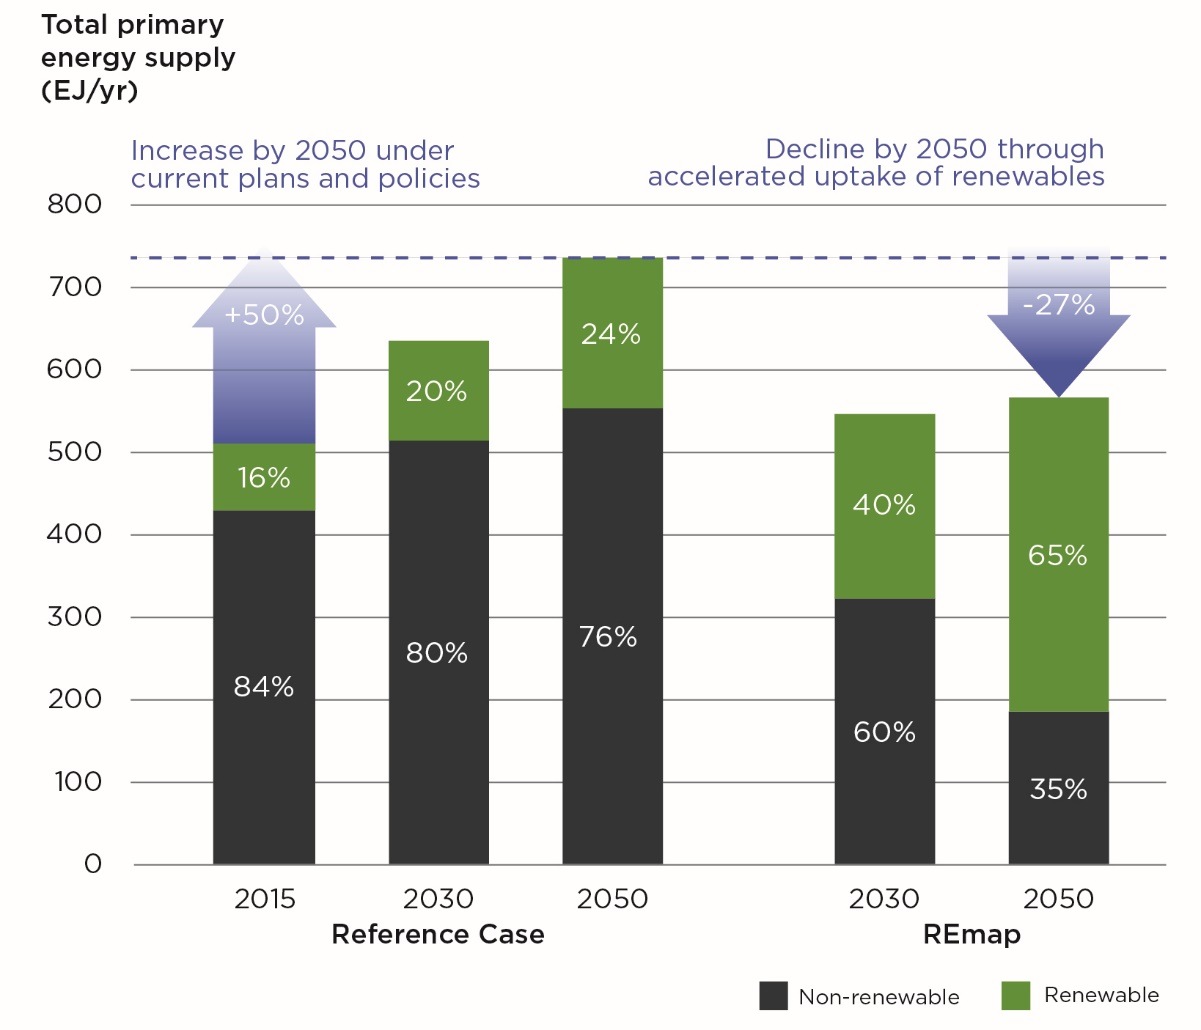 Total primary
energy supply
(EJ/yr)
Increase by 2050 under
current plans and policies
Decline by 2050 through
accelerated uptake of renewables
800
700
600
500
400
300
200
100
0
+50%
16%
84%
20%
80%
24%
76%
40%
60%
-27%
65%
35%
2015
2030
2050
2030
2050
Reference Case
REmap
Non-renewable
Renewable